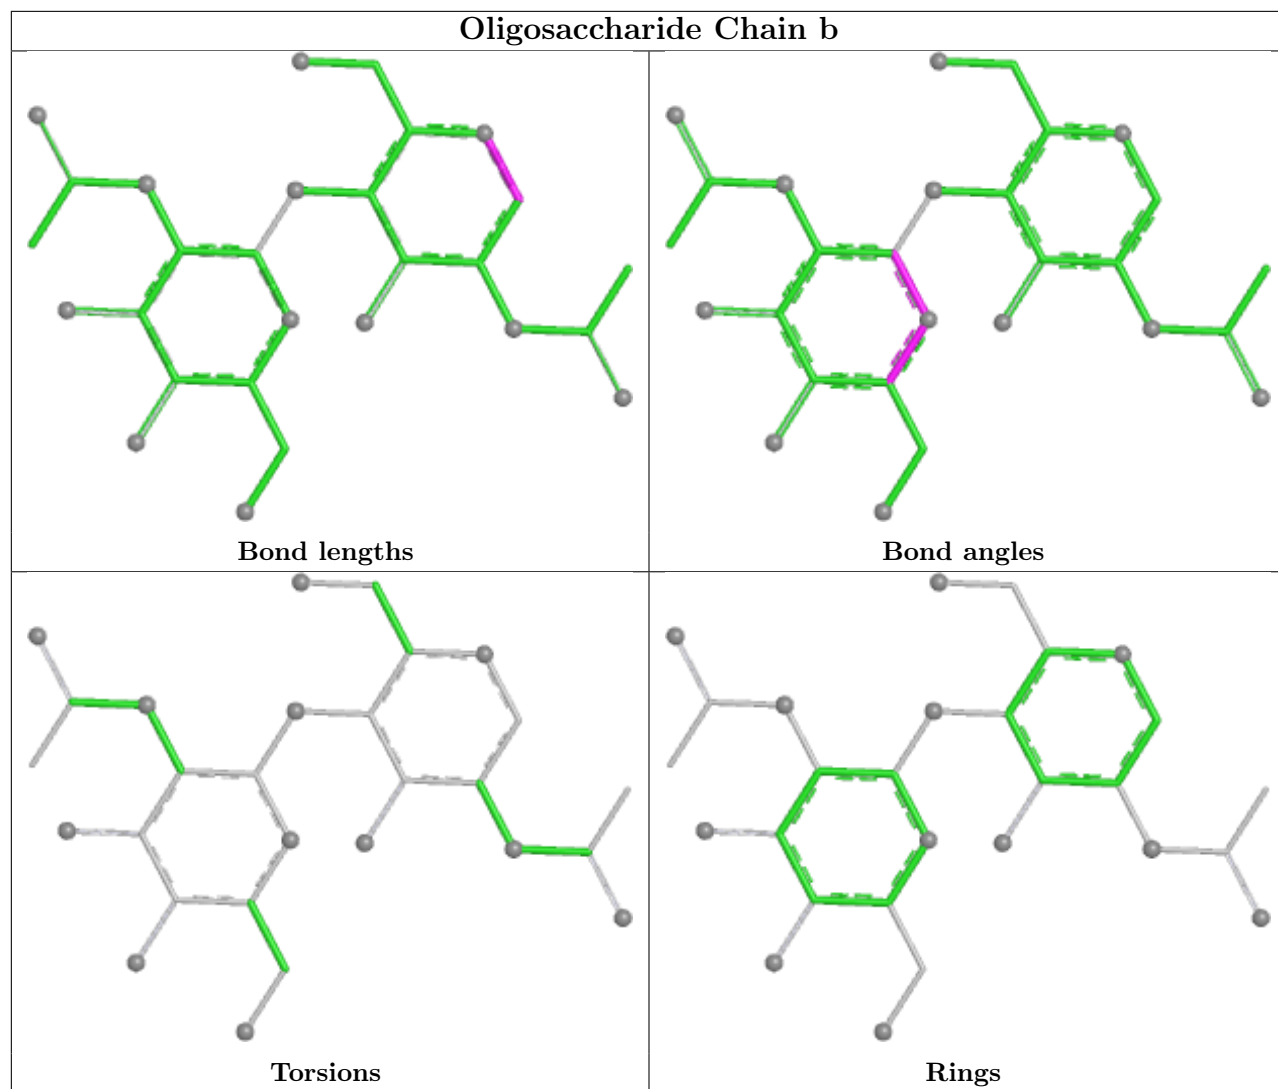 Oligosaccharide Chain b
Bond lengths
Bond angles
Torsions
Rings